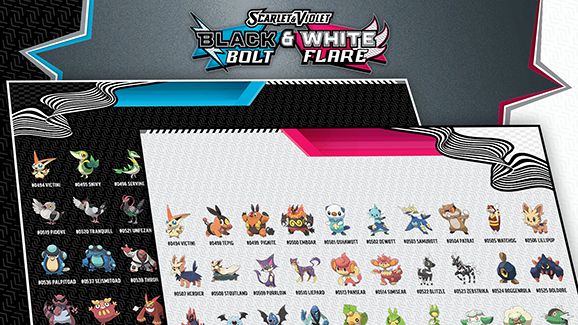 SCARLET & VIOLET
BLACK & WHITE
BOLT FLARE
#0494 VICTINI #0495 SNIVY #0496 SERVINE
#0519 PIDOVE #0520 TRANQUILL #0521 UNFEZANT
#0536 PALPITOAD #0537 SEISMITOAD #0538 THROH
#0494 VICTINI #0498 TEPIG #0499 PIGNITE #0500 EMBOAR #0501 OSHAWOTT #0502 DEWOTT #0503 SAMUROTT #0504 PATRAT #0505 WATCHOG #0506 LILLIPUP
#0507 HERDIER #0508 STOUTLAND #0509 PURRLOIN #0510 LIEPARD #0513 PANSEAR #0514 SIMISEAR #0522 BLITZLE #0523 ZEBSTRIKA #0524 ROGGENROLA #0525 BOLDORE